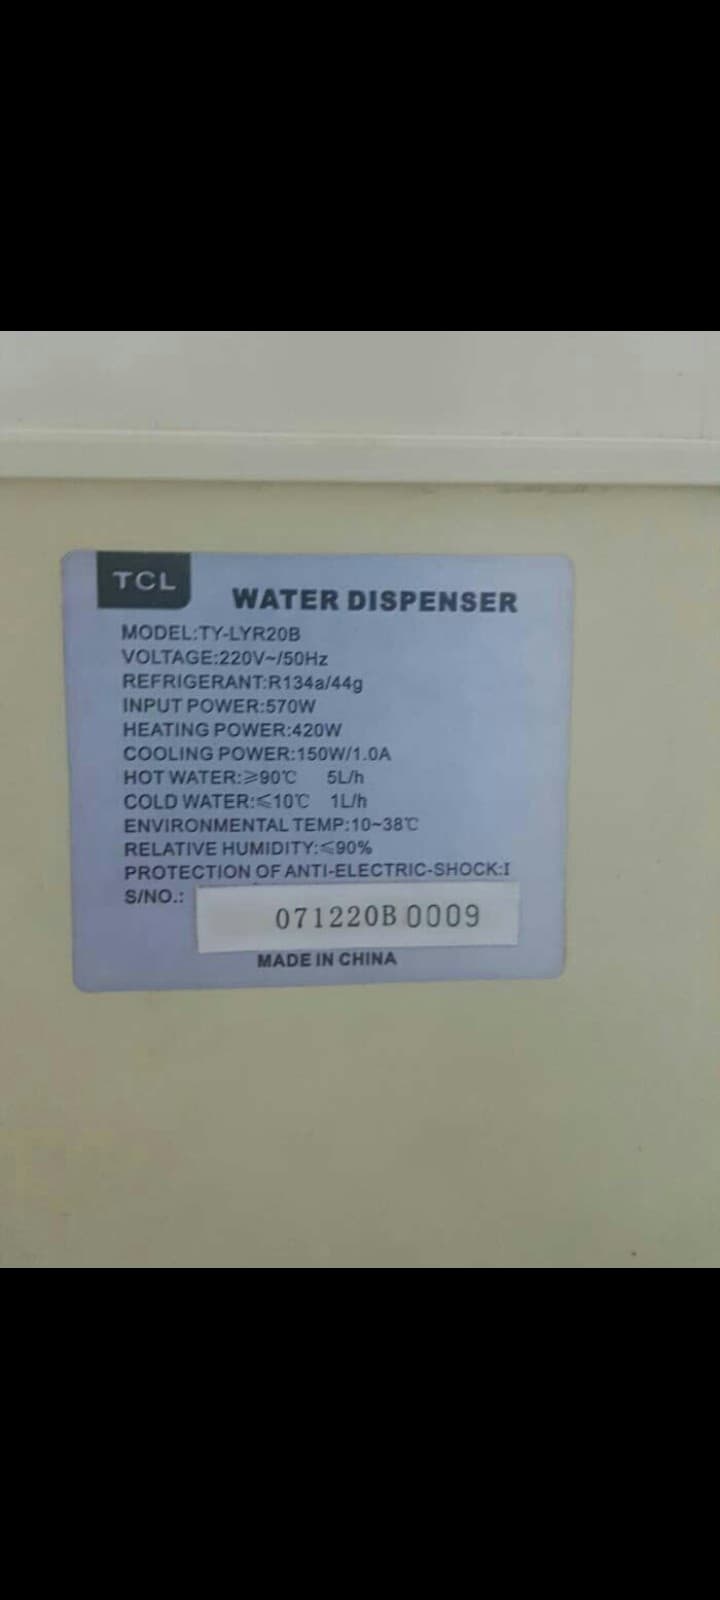 TCL
WATER DISPENSER
MODEL:TY-LYR20B
VOLTAGE:220V~/50Hz
REFRIGERANT:R134a/44g
INPUT POWER:570W
HEATING POWER:420W
COOLING POWER:150W/1.0A
HOT WATER:≥90℃ 5L/h
COLD WATER:≤10℃ 1L/h
ENVIRONMENTAL TEMP:10~38℃
RELATIVE HUMIDITY:≤90%
PROTECTION OF ANTI-ELECTRIC-SHOCK:I
S/NO.: 071220B 0009
MADE IN CHINA